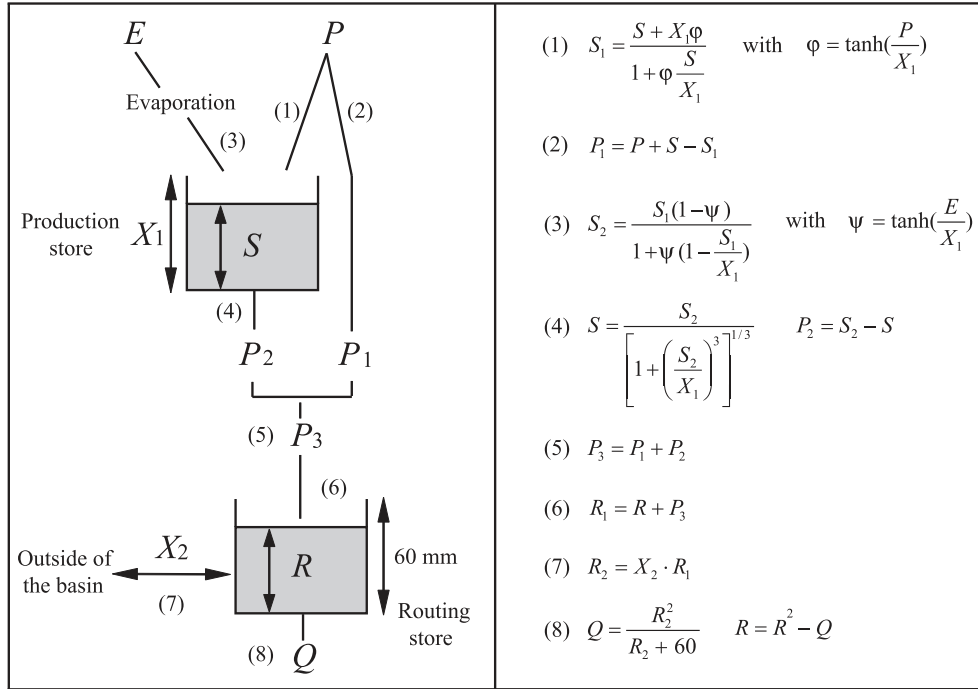 E
P
Evaporation
(1)
(2)
(3)
Production
store
X₁
S
(4)
P₂
P₁
(5)
P₃
(6)
Outside of
the basin
X₂
(7)
R
60 mm
Routing
store
(8)
Q
(1) S₁ = (S + X₁φ) / (1 + φ S/X₁) with φ = tanh(P/X₁)
(2) P₁ = P + S − S₁
(3) S₂ = S₁(1 − ψ) / (1 + ψ(1 − S₁/X₁)) with ψ = tanh(E/X₁)
(4) S = S₂ / [1 + (S₂/X₁)³]^(1/3) P₂ = S₂ − S
(5) P₃ = P₁ + P₂
(6) R₁ = R + P₃
(7) R₂ = X₂ · R₁
(8) Q = R₂² / (R₂ + 60) R = R² − Q